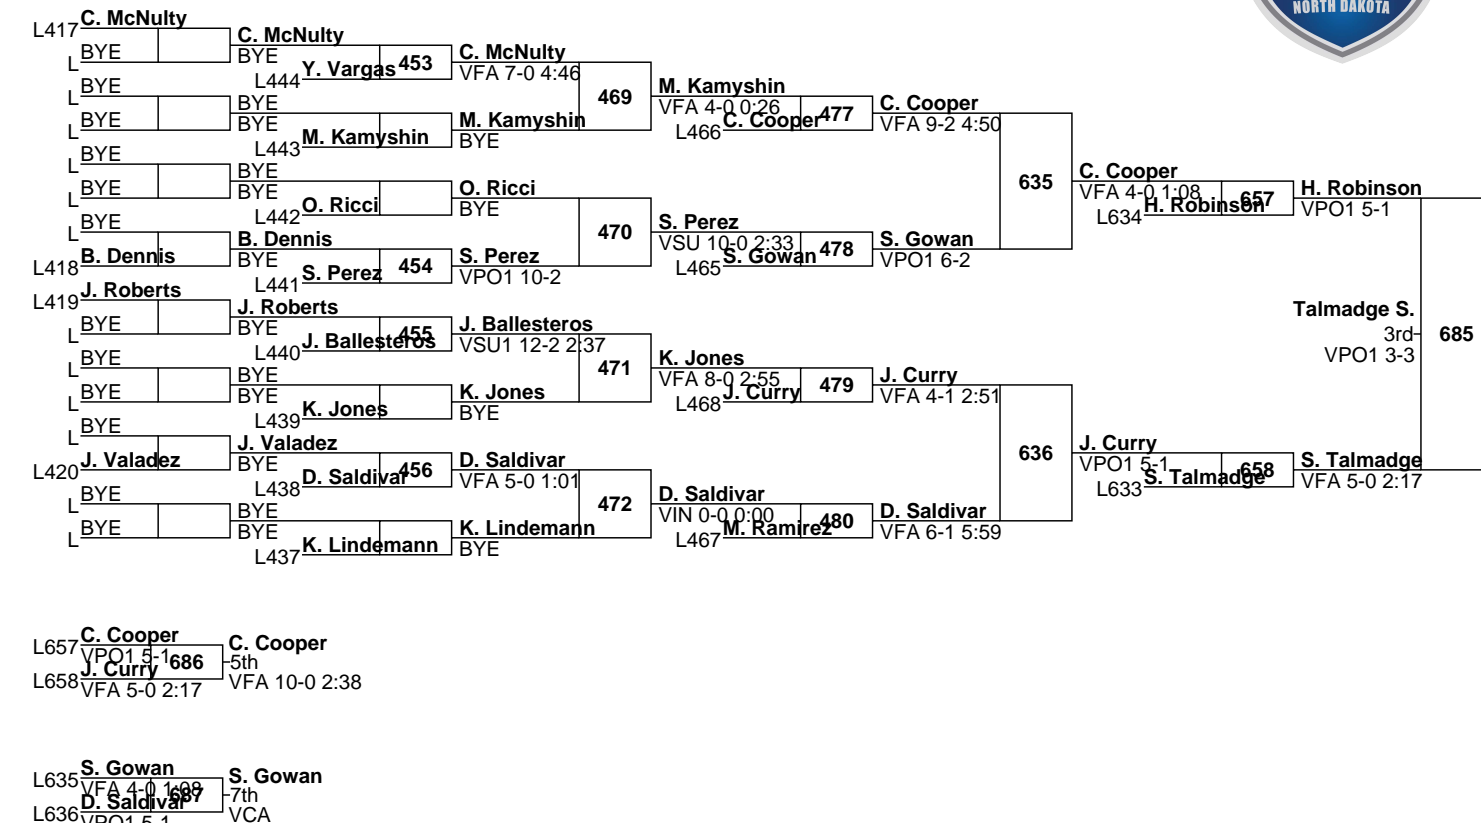 NORTH DAKOTA
L417 C. McNulty
L BYE
L BYE
L BYE
L BYE
L BYE
L BYE
L418 B. Dennis
L419 J. Roberts
L BYE
L BYE
L BYE
L BYE
L420 J. Valadez
L BYE
L BYE
C. McNulty
BYE
L444 Y. Vargas 453
BYE
BYE
L443 M. Kamyshin
BYE
BYE
L442 O. Ricci
B. Dennis
BYE
L441 S. Perez 454
J. Roberts
BYE
L440 J. Ballesteros 455
BYE
BYE
L439 K. Jones
J. Valadez
BYE
L438 D. Saldivar 456
BYE
BYE
L437 K. Lindemann
C. McNulty
VFA 7-0 4:46
469
M. Kamyshin
BYE
O. Ricci
BYE
470
S. Perez
VPO1 10-2
J. Ballesteros
VSU1 12-2 2:37
471
K. Jones
BYE
D. Saldivar
VFA 5-0 1:01
472
K. Lindemann
BYE
M. Kamyshin
VFA 4-0 0:26
L466 C. Cooper 477
S. Perez
VSU 10-0 2:33
L465 S. Gowan 478
K. Jones
VFA 8-0 2:55
L468 J. Curry 479
D. Saldivar
VIN 0-0 0:00
L467 M. Ramirez 480
C. Cooper
VFA 9-2 4:50
635
S. Gowan
VPO1 6-2
J. Curry
VFA 4-1 2:51
636
D. Saldivar
VFA 6-1 5:59
C. Cooper
VFA 4-0 1:08
L634 H. Robinson 657
J. Curry
VPO1 5-1
L633 S. Talmadge 658
H. Robinson
VPO1 5-1
Talmadge S.
3rd
VPO1 3-3
685
S. Talmadge
VFA 5-0 2:17
L657 C. Cooper
VPO1 5-1
686
L658 J. Curry
VFA 5-0 2:17
C. Cooper
5th
VFA 10-0 2:38
L635 S. Gowan
VFA 4-0 1:08
687
L636 D. Saldivar
VPO1 5-1
S. Gowan
7th
VCA